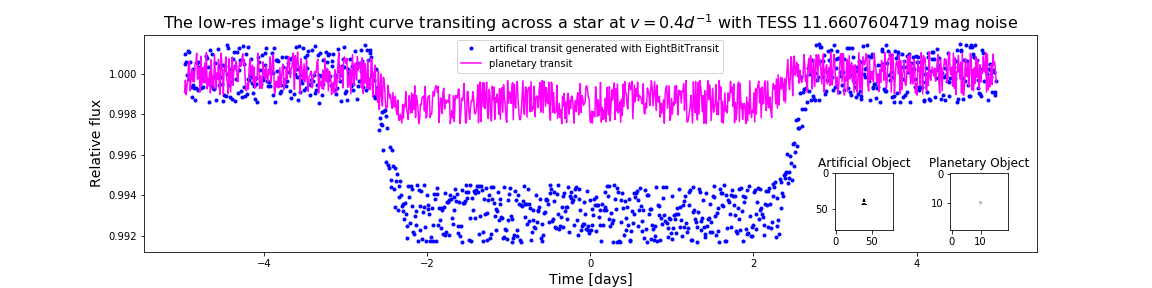 The low-res image's light curve transiting across a star at v = 0.4d⁻¹ with TESS 11.6607604719 mag noise
artifical transit generated with EightBitTransit
planetary transit
Relative flux
1.000
0.998
0.996
0.994
0.992
−4
−2
0
2
4
Time [days]
Artificial Object
0
50
0
50
Planetary Object
0
10
0
10